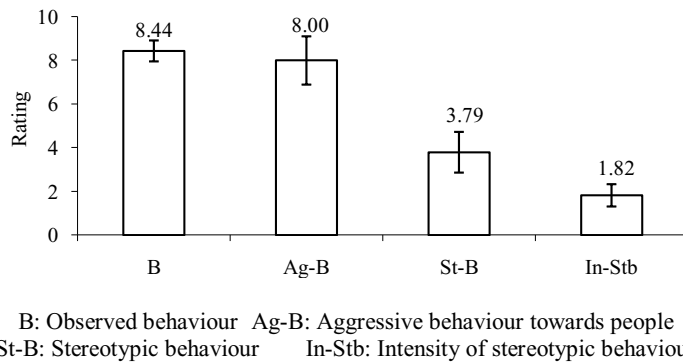 10
8.44
8.00
8
Rating
6
3.79
4
1.82
2
0
B Ag-B St-B In-Stb
B: Observed behaviour Ag-B: Aggressive behaviour towards people
St-B: Stereotypic behaviour In-Stb: Intensity of stereotypic behaviou